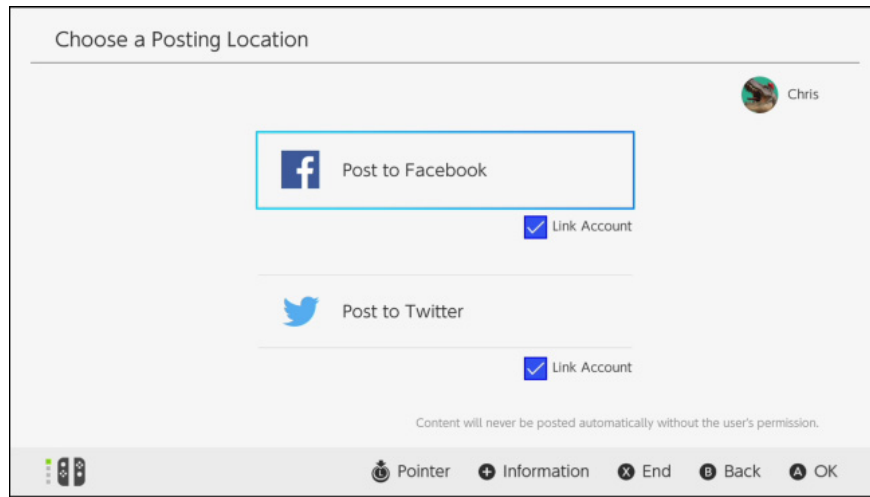 Choose a Posting Location
Chris
Post to Facebook
Link Account
Post to Twitter
Link Account
Content will never be posted automatically without the user's permission.
L Pointer + Information X End B Back A OK